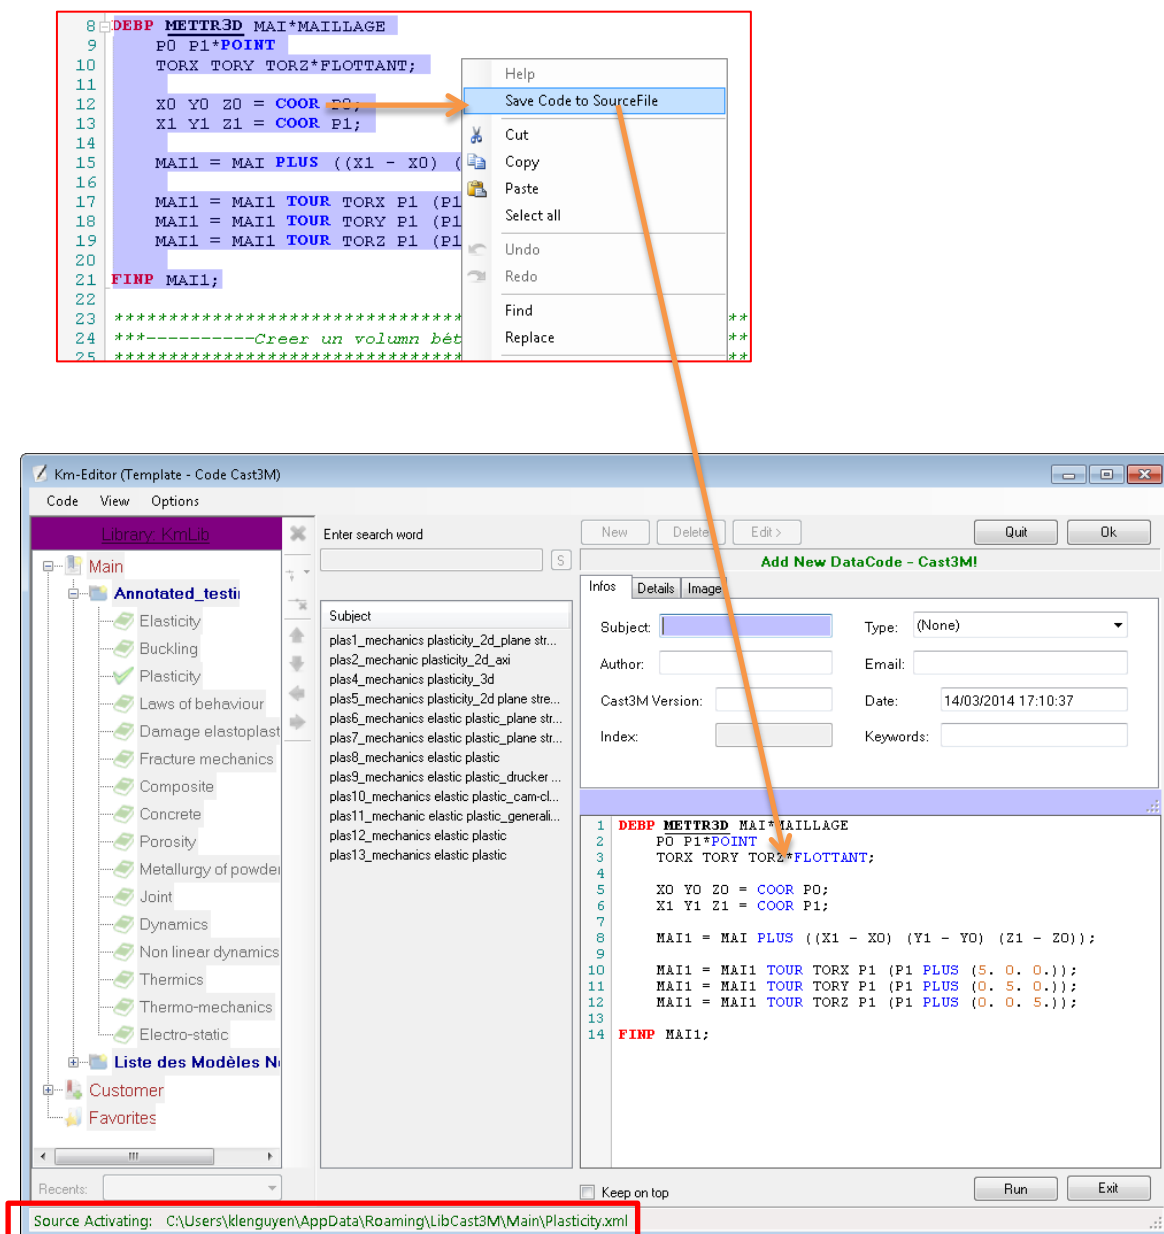 8 DEBP METTR3D MAI*MAILLAGE
9 P0 P1*POINT
10 TORX TORY TORZ*FLOTTANT;
11
12 X0 Y0 Z0 = COOR P0;
13 X1 Y1 Z1 = COOR P1;
14
15 MAI1 = MAI PLUS ((X1 - X0) (
16
17 MAI1 = MAI1 TOUR TORX P1 (P1
18 MAI1 = MAI1 TOUR TORY P1 (P1
19 MAI1 = MAI1 TOUR TORZ P1 (P1
20
21 FINP MAI1;
22
23 ******************************** **
24 ***----------Creer un volumn bét **
25 ******************************** **
Help
Save Code to SourceFile
Cut
Copy
Paste
Select all
Undo
Redo
Find
Replace
Km-Editor (Template - Code Cast3M)
Code View Options
Library: KmLib
Main
Annotated_testi
Elasticity
Buckling
Plasticity
Laws of behaviour
Damage elastoplast
Fracture mechanics
Composite
Concrete
Porosity
Metallurgy of powder
Joint
Dynamics
Non linear dynamics
Thermics
Thermo-mechanics
Electro-static
Liste des Modèles N
Customer
Favorites
Recents:
Enter search word
S
Subject
plas1_mechanics plasticity_2d_plane str...
plas2_mechanic plasticity_2d_axi
plas4_mechanics plasticity_3d
plas5_mechanics plasticity_2d plane stre...
plas6_mechanics elastic plastic_plane str...
plas7_mechanics elastic plastic_plane str...
plas8_mechanics elastic plastic
plas9_mechanics elastic plastic_drucker ...
plas10_mechanics elastic plastic_cam-cl...
plas11_mechanic elastic plastic_generali...
plas12_mechanics elastic plastic
plas13_mechanics elastic plastic
New Delete Edit > Quit Ok
Add New DataCode - Cast3M!
Infos Details Image
Subject: Type: (None)
Author: Email:
Cast3M Version: Date: 14/03/2014 17:10:37
Index: Keywords:
1 DEBP METTR3D MAI*MAILLAGE
2 P0 P1*POINT
3 TORX TORY TORZ*FLOTTANT;
4
5 X0 Y0 Z0 = COOR P0;
6 X1 Y1 Z1 = COOR P1;
7
8 MAI1 = MAI PLUS ((X1 - X0) (Y1 - Y0) (Z1 - Z0));
9
10 MAI1 = MAI1 TOUR TORX P1 (P1 PLUS (5. 0. 0.));
11 MAI1 = MAI1 TOUR TORY P1 (P1 PLUS (0. 5. 0.));
12 MAI1 = MAI1 TOUR TORZ P1 (P1 PLUS (0. 0. 5.));
13
14 FINP MAI1;
Keep on top Run Exit
Source Activating: C:\Users\klenguyen\AppData\Roaming\LibCast3M\Main\Plasticity.xml